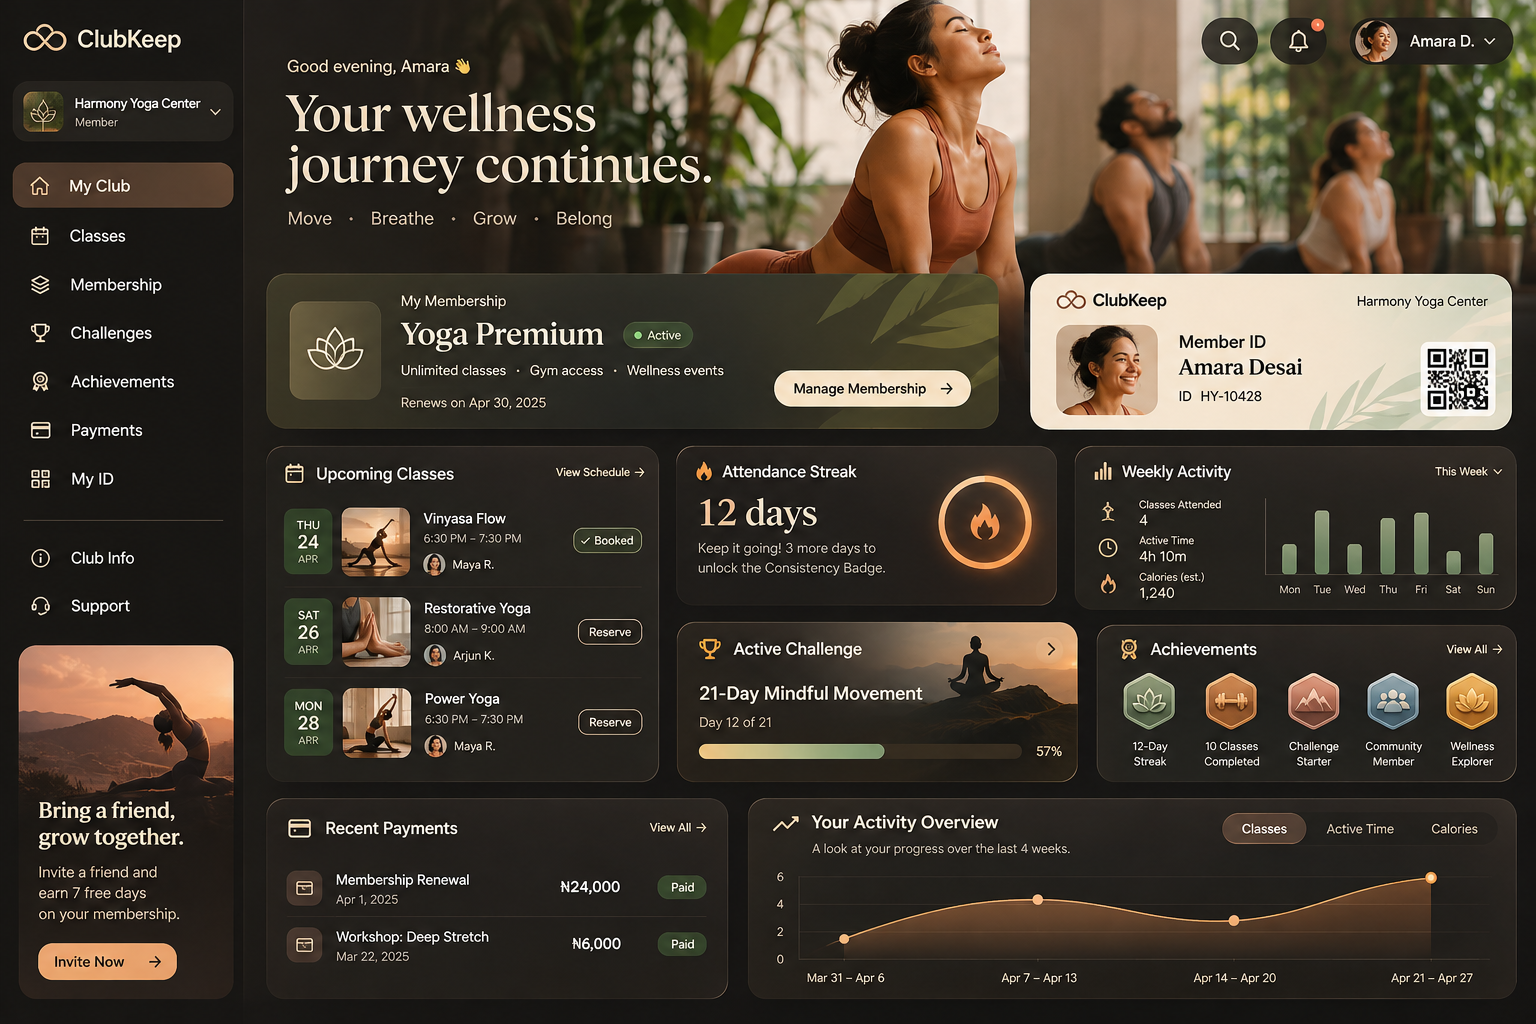 ClubKeep
Harmony Yoga Center
Member
My Club
Classes
Membership
Challenges
Achievements
Payments
My ID
Club Info
Support
Bring a friend,
grow together.
Invite a friend and
earn 7 free days
on your membership.
Invite Now →
Good evening, Amara 👋
Your wellness
journey continues.
Move • Breathe • Grow • Belong
Amara D.
My Membership
Yoga Premium
Active
Unlimited classes • Gym access • Wellness events
Renews on Apr 30, 2025
Manage Membership →
ClubKeep
Harmony Yoga Center
Member ID
Amara Desai
ID HY-10428
Upcoming Classes
View Schedule →
THU
24
APR
Vinyasa Flow
6:30 PM – 7:30 PM
Maya R.
✓ Booked
SAT
26
APR
Restorative Yoga
8:00 AM – 9:00 AM
Arjun K.
Reserve
MON
28
APR
Power Yoga
6:30 PM – 7:30 PM
Maya R.
Reserve
Attendance Streak
12 days
Keep it going! 3 more days to
unlock the Consistency Badge.
Weekly Activity
This Week
Classes Attended
4
Active Time
4h 10m
Calories (est.)
1,240
Mon Tue Wed Thu Fri Sat Sun
Active Challenge
21-Day Mindful Movement
Day 12 of 21
57%
Achievements
View All →
12-Day
Streak
10 Classes
Completed
Challenge
Starter
Community
Member
Wellness
Explorer
Recent Payments
View All →
Membership Renewal
Apr 1, 2025
₦24,000
Paid
Workshop: Deep Stretch
Mar 22, 2025
₦6,000
Paid
Your Activity Overview
A look at your progress over the last 4 weeks.
Classes
Active Time
Calories
6
4
2
0
Mar 31 – Apr 6
Apr 7 – Apr 13
Apr 14 – Apr 20
Apr 21 – Apr 27